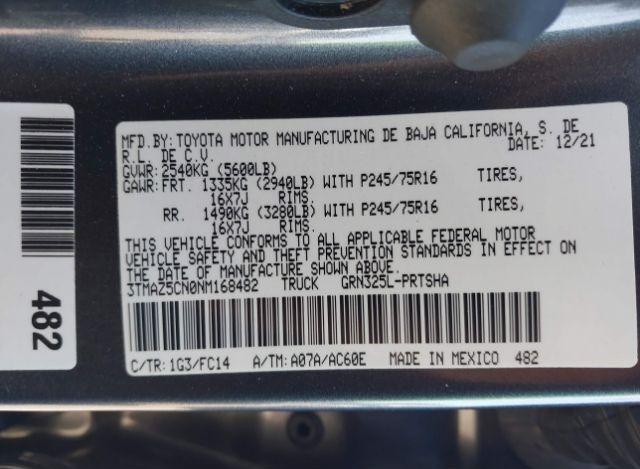 MFD.BY: TOYOTA MOTOR MANUFACTURING DE BAJA CALIFORNIA, S. DE
R.L. DE C.V. DATE: 12/21
GVWR: 2540KG (5600LB)
GAWR: FRT. 1335KG (2940LB) WITH P245/75R16 TIRES,
16X7J RIMS.
RR. 1490KG (3280LB) WITH P245/75R16 TIRES,
16X7J RIMS.
THIS VEHICLE CONFORMS TO ALL APPLICABLE FEDERAL MOTOR
VEHICLE SAFETY AND THEFT PREVENTION STANDARDS IN EFFECT ON
THE DATE OF MANUFACTURE SHOWN ABOVE.
3TMAZ5CN0NM168482 TRUCK GRN325L-PRTSHA
C/TR: 1G3/FC14 A/TM: A07A/AC60E MADE IN MEXICO 482
482